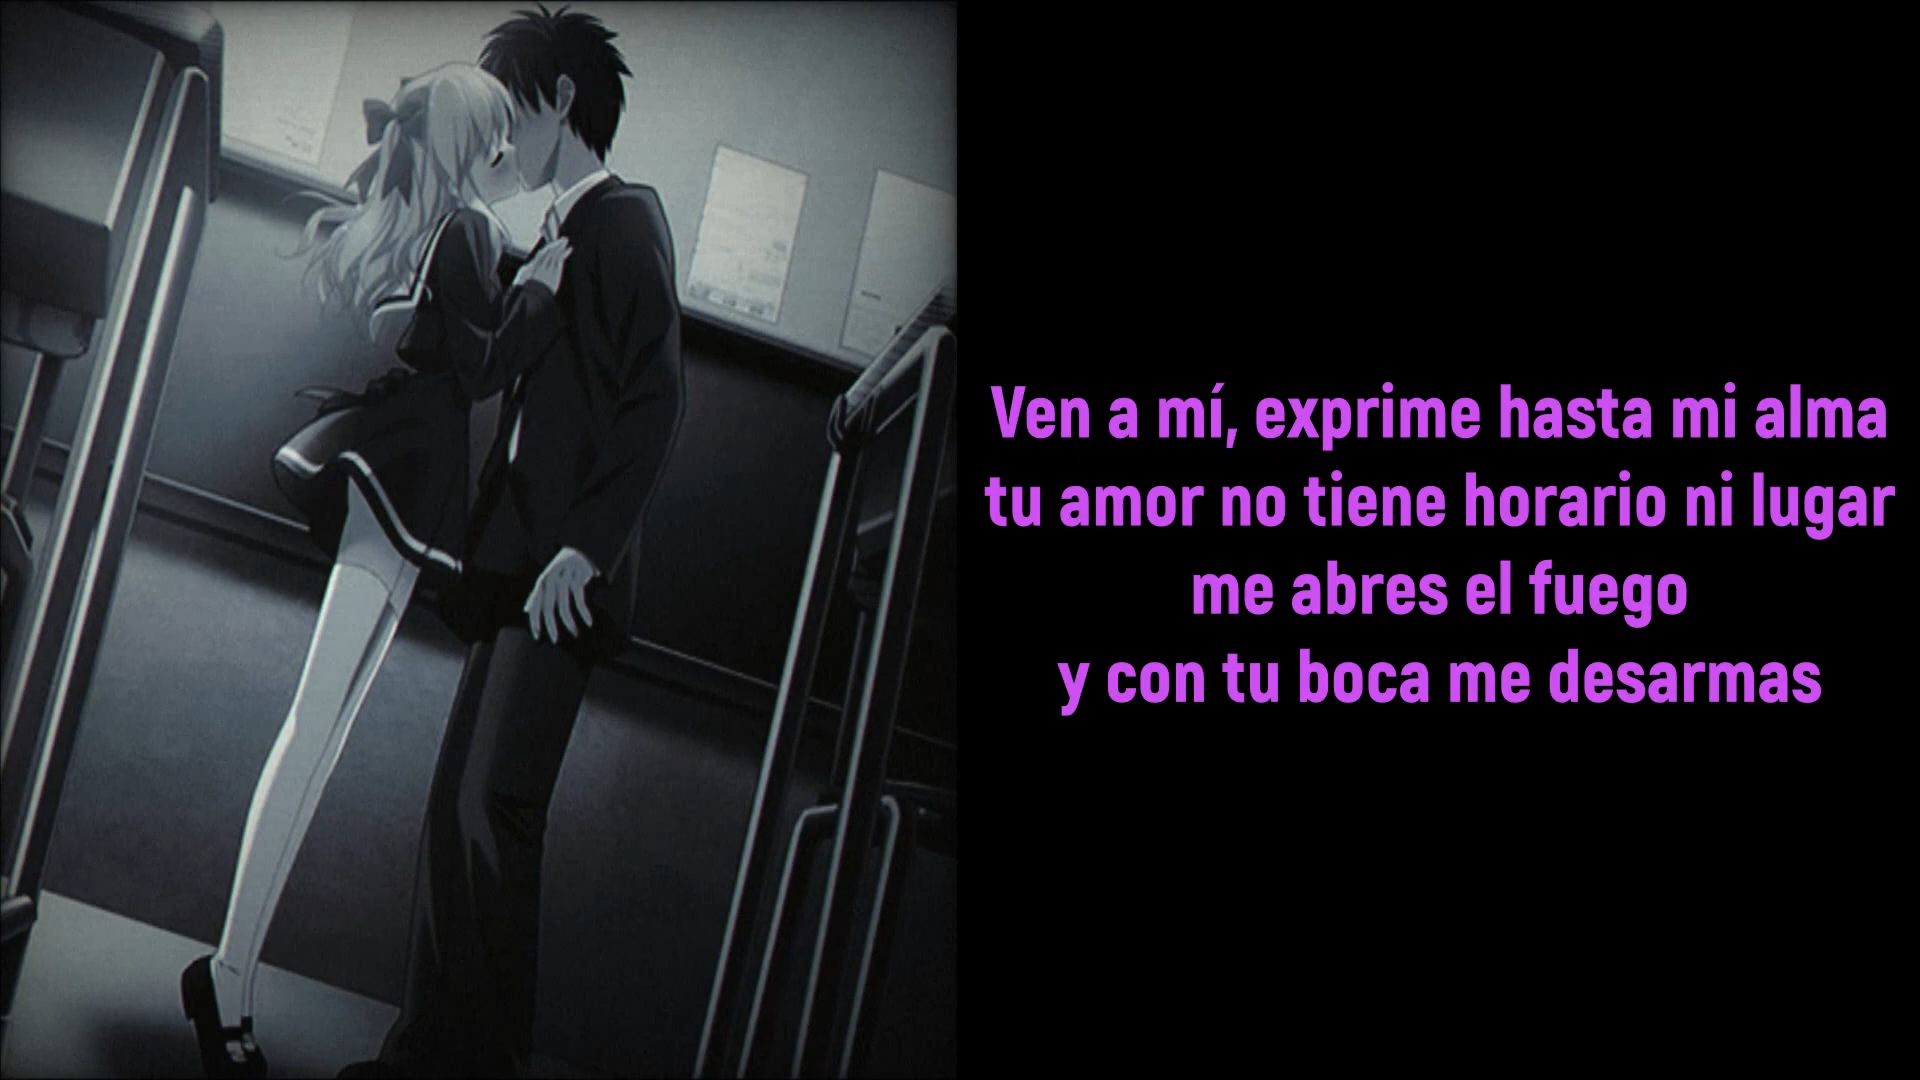 Ven a mí, exprime hasta mi alma
tu amor no tiene horario ni lugar
me abres el fuego
y con tu boca me desarmas